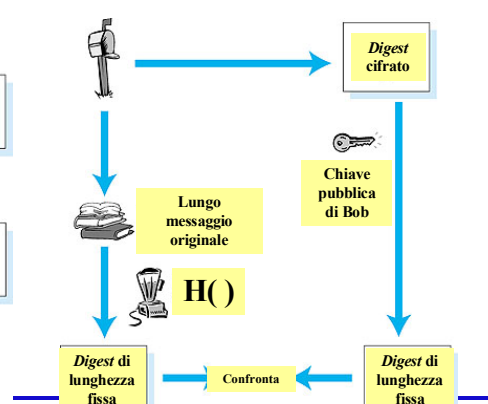 Digest
cifrato
Chiave
pubblica
di Bob
Lungo
messaggio
originale
H( )
Digest di
lunghezza
fissa
Confronta
Digest di
lunghezza
fissa